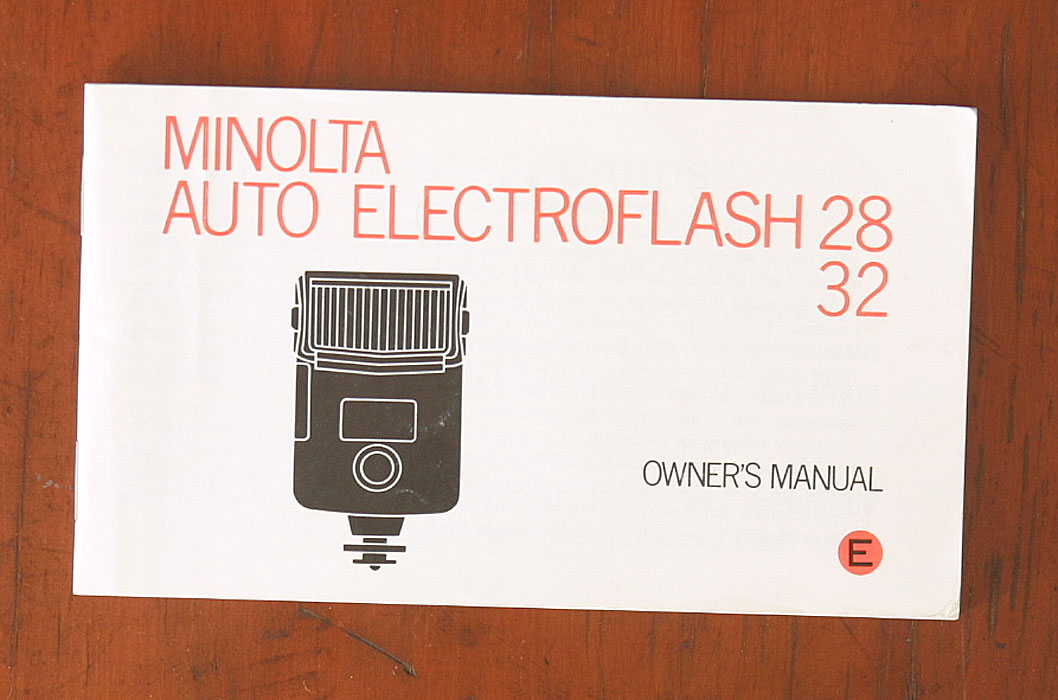 MINOLTA
AUTO ELECTROFLASH 28
32
OWNER'S MANUAL
E